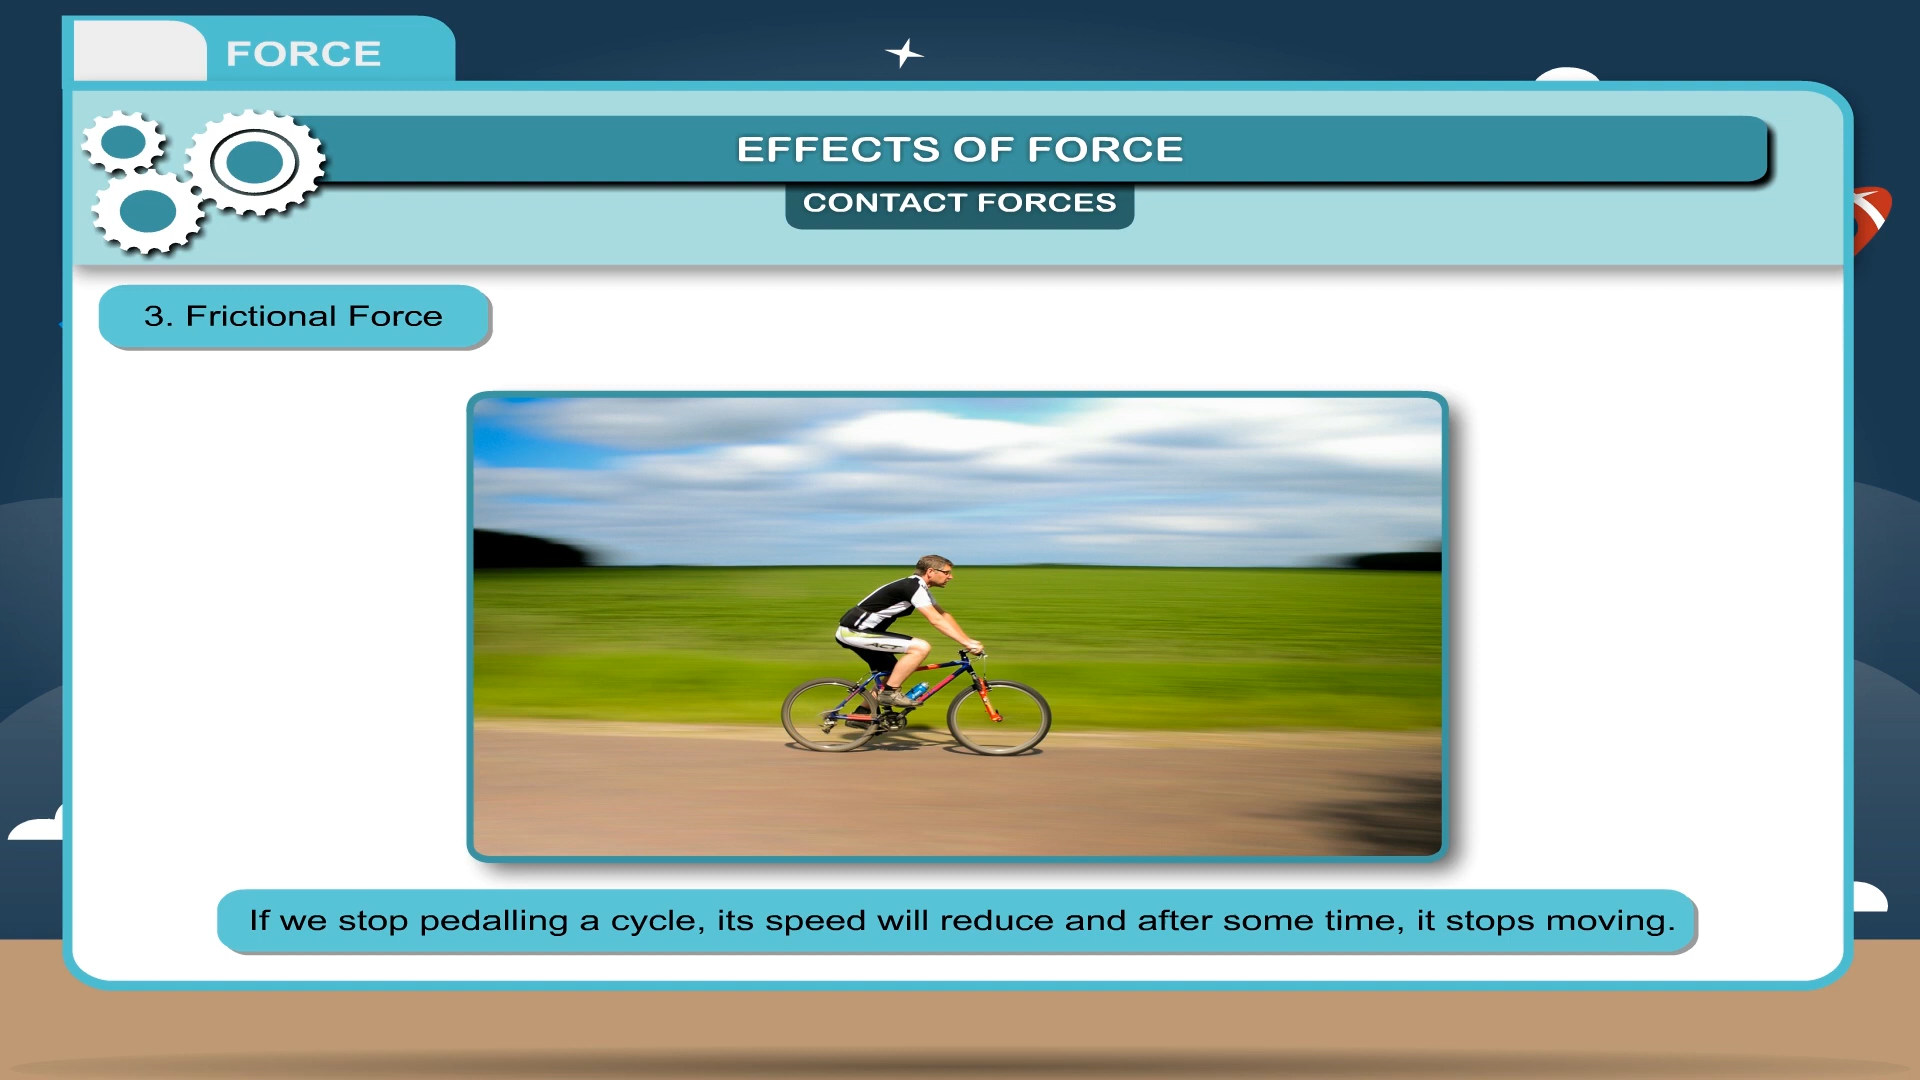 FORCE
EFFECTS OF FORCE
CONTACT FORCES
3. Frictional Force
ACT
If we stop pedalling a cycle, its speed will reduce and after some time, it stops moving.